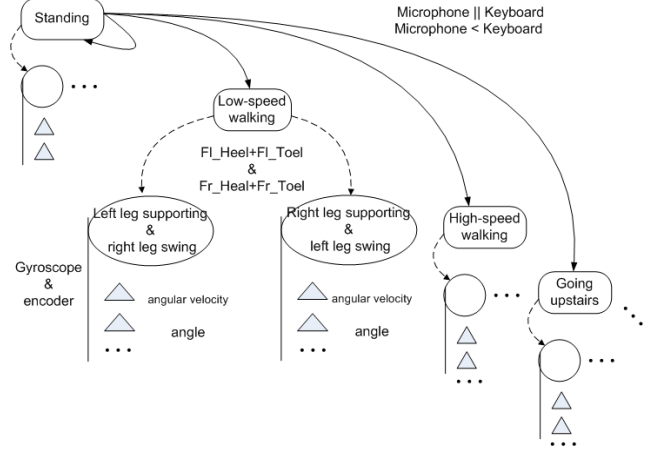 Standing
Microphone || Keyboard
Microphone < Keyboard
Low-speed
walking
Fl_Heel+Fl_Toel
&
Fr_Heal+Fr_Toel
Left leg supporting
&
right leg swing
Right leg supporting
&
left leg swing
High-speed
walking
Gyroscope
&
encoder
Going
upstairs
angular velocity
angle
angular velocity
angle